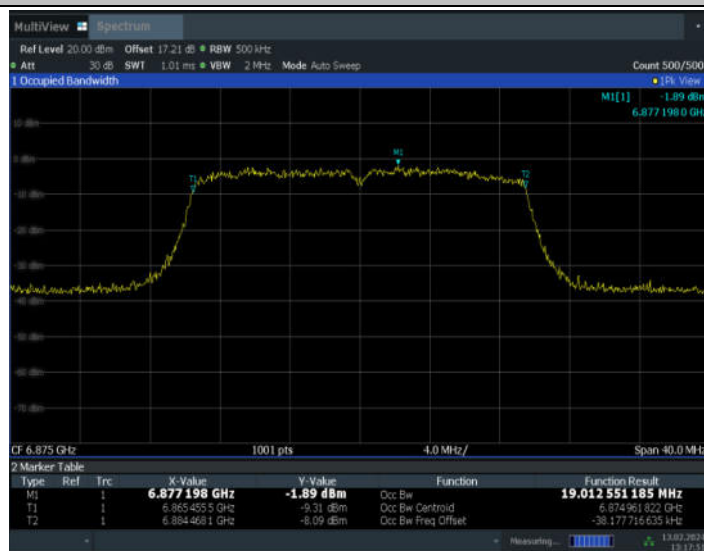 MultiView Spectrum
Ref Level 20.00 dBm Offset 17.21 dB RBW 500 kHz
Att 30 dB SWT 1.01 ms VBW 2 MHz Mode Auto Sweep Count 500/500
1 Occupied Bandwidth 1Pk View
M1[1] -1.89 dBm
6.877 198 0 GHz
10 dBm
0 dBm
M1
T1
T2
-10 dBm
-20 dBm
-30 dBm
-40 dBm
-50 dBm
-60 dBm
-70 dBm
CF 6.875 GHz 1001 pts 4.0 MHz/ Span 40.0 MHz
2 Marker Table
Type Ref Trc X-Value Y-Value Function Function Result
M1 1 6.877 198 GHz -1.89 dBm Occ Bw 19.012 551 185 MHz
T1 1 6.865 455 5 GHz -9.31 dBm Occ Bw Centroid 6.874 961 822 GHz
T2 1 6.884 468 1 GHz -8.09 dBm Occ Bw Freq Offset -38.177 716 635 kHz
Measuring... 13.02.2024